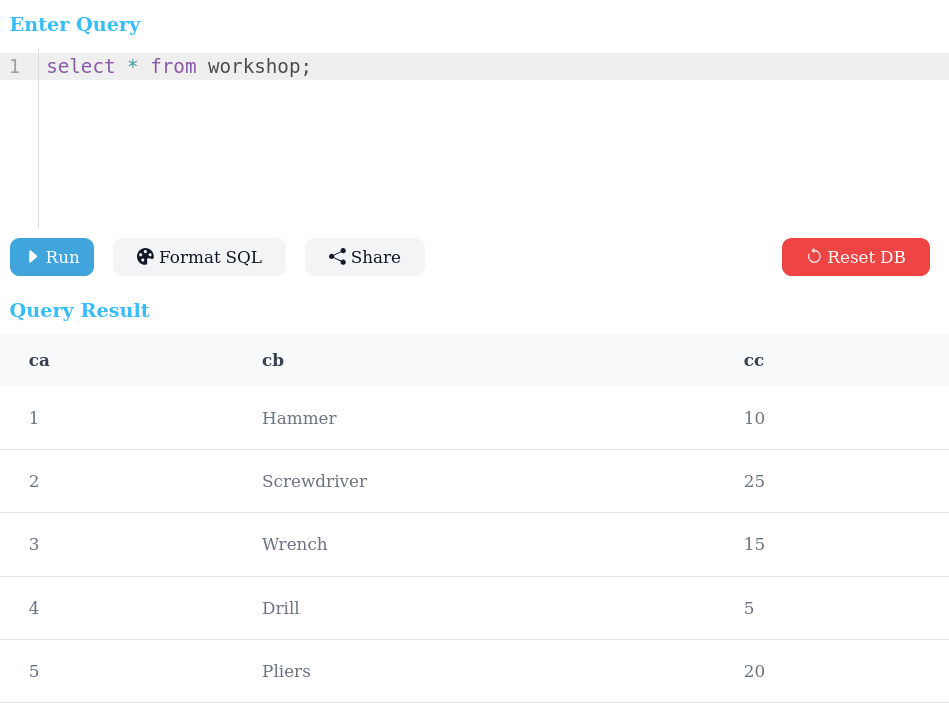 Enter Query
1 select * from workshop;
Run Format SQL Share Reset DB
Query Result
ca cb cc
1 Hammer 10
2 Screwdriver 25
3 Wrench 15
4 Drill 5
5 Pliers 20